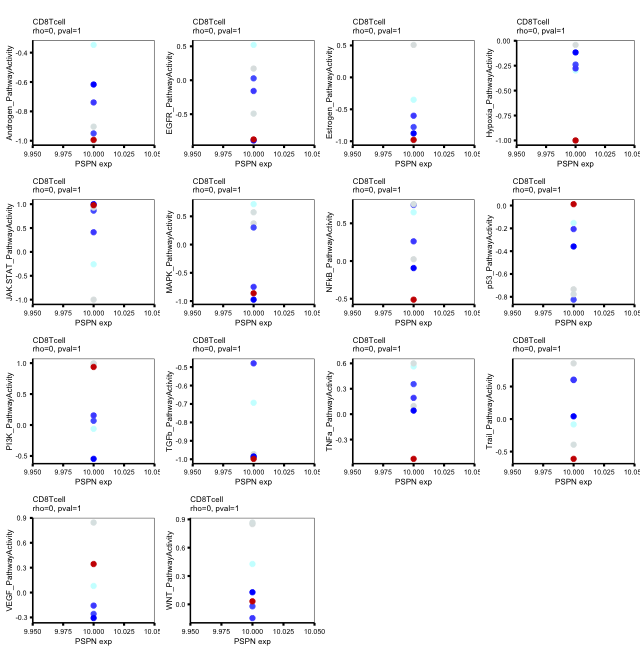 CD8Tcell
rho=0, pval=1
Androgen_PathwayActivity
-0.4
-0.6
-0.8
-1.0
9.950 9.975 10.000 10.025 10.05
PSPN exp
CD8Tcell
rho=0, pval=1
EGFR_PathwayActivity
0.5
0.0
-0.5
9.950 9.975 10.000 10.025 10.05
PSPN exp
CD8Tcell
rho=0, pval=1
Estrogen_PathwayActivity
0.5
0.0
-0.5
-1.0
9.950 9.975 10.000 10.025 10.05
PSPN exp
CD8Tcell
rho=0, pval=1
Hypoxia_PathwayActivity
0.00
-0.25
-0.50
-0.75
-1.00
9.950 9.975 10.000 10.025 10.05
PSPN exp
CD8Tcell
rho=0, pval=1
JAK.STAT_PathwayActivity
1.0
0.5
0.0
-0.5
-1.0
9.950 9.975 10.000 10.025 10.05
PSPN exp
CD8Tcell
rho=0, pval=1
MAPK_PathwayActivity
0.5
0.0
-0.5
-1.0
9.950 9.975 10.000 10.025 10.05
PSPN exp
CD8Tcell
rho=0, pval=1
NFkB_PathwayActivity
0.5
0.0
-0.5
9.950 9.975 10.000 10.025 10.05
PSPN exp
CD8Tcell
rho=0, pval=1
p53_PathwayActivity
0.0
-0.2
-0.4
-0.6
-0.8
9.950 9.975 10.000 10.025 10.05
PSPN exp
CD8Tcell
rho=0, pval=1
PI3K_PathwayActivity
1.0
0.5
0.0
-0.5
9.950 9.975 10.000 10.025 10.05
PSPN exp
CD8Tcell
rho=0, pval=1
TGFb_PathwayActivity
-0.5
-0.6
-0.7
-0.8
-0.9
-1.0
9.950 9.975 10.000 10.025 10.05
PSPN exp
CD8Tcell
rho=0, pval=1
TNFa_PathwayActivity
0.6
0.3
0.0
-0.3
9.950 9.975 10.000 10.025 10.05
PSPN exp
CD8Tcell
rho=0, pval=1
Trail_PathwayActivity
0.5
0.0
-0.5
9.950 9.975 10.000 10.025 10.05
PSPN exp
CD8Tcell
rho=0, pval=1
VEGF_PathwayActivity
0.9
0.6
0.3
0.0
-0.3
9.950 9.975 10.000 10.025 10.05
PSPN exp
CD8Tcell
rho=0, pval=1
WNT_PathwayActivity
0.9
0.6
0.3
0.0
9.950 9.975 10.000 10.025 10.050
PSPN exp